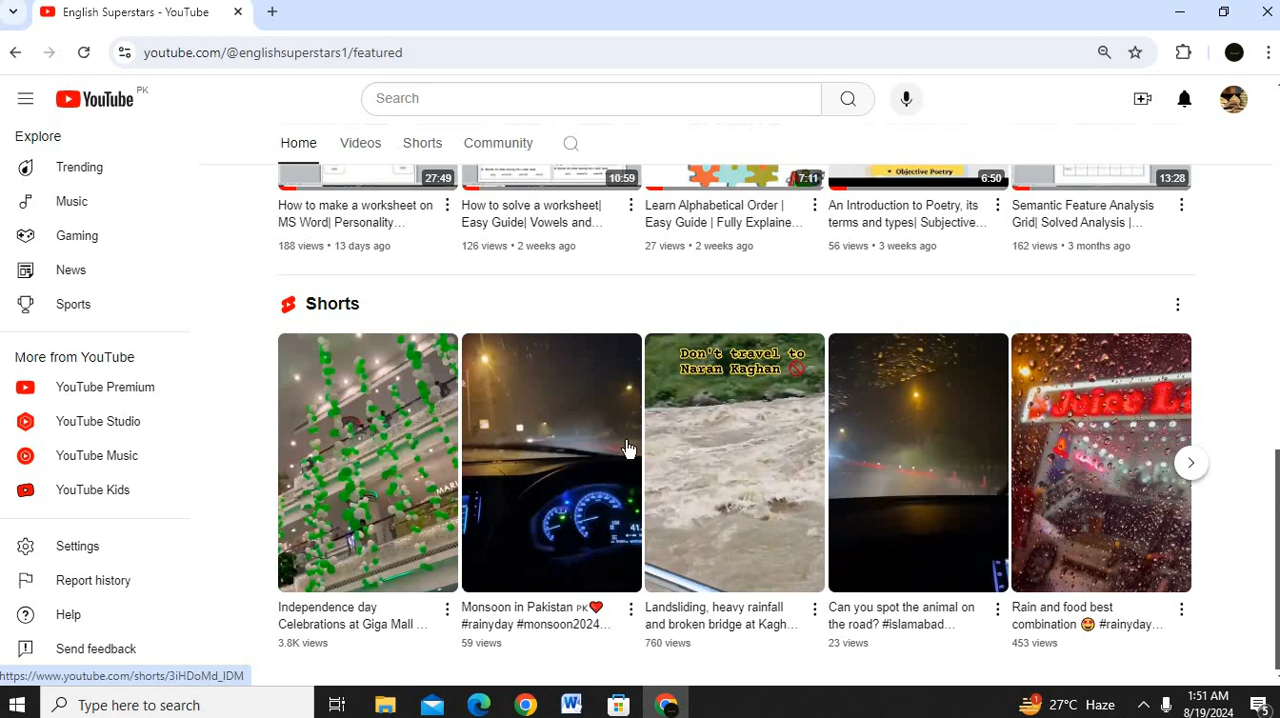 English Superstars - YouTube
youtube.com/@englishsuperstars1/featured
YouTube PK
Search
Explore
Trending
Music
Gaming
News
Sports
More from YouTube
YouTube Premium
YouTube Studio
YouTube Music
YouTube Kids
Settings
Report history
Help
Send feedback
Home Videos Shorts Community
27:49
10:59
7:11
• Objective Poetry
6:50
13:28
How to make a worksheet on
MS Word| Personality...
188 views • 13 days ago
How to solve a worksheet|
Easy Guide| Vowels and...
126 views • 2 weeks ago
Learn Alphabetical Order |
Easy Guide | Fully Explaine...
27 views • 2 weeks ago
An Introduction to Poetry, its
terms and types| Subjective...
56 views • 3 weeks ago
Semantic Feature Analysis
Grid| Solved Analysis |...
162 views • 3 months ago
Shorts
Don't travel to
Naran Kaghan
Independence day
Celebrations at Giga Mall ...
3.8K views
Monsoon in Pakistan PK❤️
#rainyday #monsoon2024...
59 views
Landsliding, heavy rainfall
and broken bridge at Kagh...
760 views
Can you spot the animal on
the road? #islamabad...
23 views
Juice L
Rain and food best
combination 😍 #rainyday...
453 views
https://www.youtube.com/shorts/3iHDoMd_lDM
Type here to search
27°C Haze
1:51 AM
8/19/2024
5